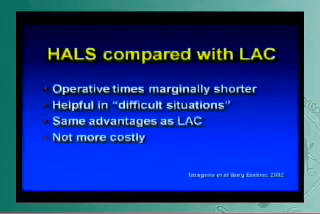 HALS compared with LAC
Operative times marginally shorter
Helpful in "difficult situations"
Same advantages as LAC
Not more costly
et al Surg Endosc 2002